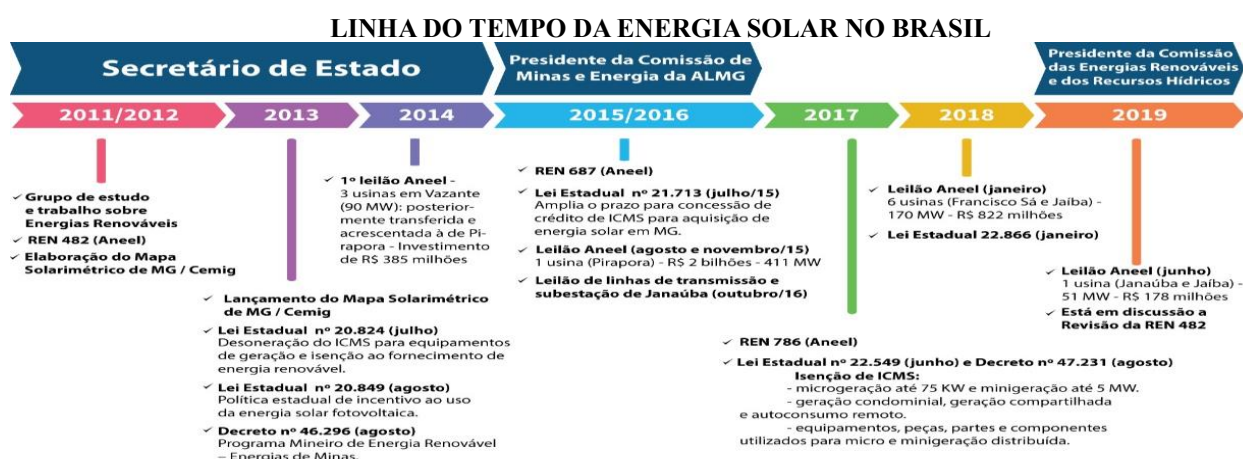 LINHA DO TEMPO DA ENERGIA SOLAR NO BRASIL
Secretário de Estado
Presidente da Comissão de
Minas e Energia da ALMG
Presidente da Comissão
das Energias Renováveis
e dos Recursos Hídricos
2011/2012
2013
2014
2015/2016
2017
2018
2019
✓ Grupo de estudo
e trabalho sobre
Energias Renováveis
✓ REN 482 (Aneel)
✓ Elaboração do Mapa
Solarimétrico de MG / Cemig
✓ Lançamento do Mapa Solarimétrico
de MG / Cemig
✓ Lei Estadual nº 20.824 (julho)
Desoneração do ICMS para equipamentos
de geração e isenção ao fornecimento de
energia renovável.
✓ Lei Estadual nº 20.849 (agosto)
Política estadual de incentivo ao uso
da energia solar fotovoltaica.
✓ Decreto nº 46.296 (agosto)
Programa Mineiro de Energia Renovável
– Energias de Minas.
✓ 1º leilão Aneel -
3 usinas em Vazante
(90 MW): posterior-
mente transferida e
acrescentada à de Pi-
rapora - Investimento
de R$ 385 milhões
✓ REN 687 (Aneel)
✓ Lei Estadual nº 21.713 (julho/15)
Amplia o prazo para concessão de
crédito de ICMS para aquisição de
energia solar em MG.
✓ Leilão Aneel (agosto e novembro/15)
1 usina (Pirapora) - R$ 2 bilhões - 411 MW
✓ Leilão de linhas de transmissão e
subestação de Janaúba (outubro/16)
✓ REN 786 (Aneel)
✓ Lei Estadual nº 22.549 (junho) e Decreto nº 47.231 (agosto)
Isenção de ICMS:
- microgeração até 75 KW e minigeração até 5 MW.
- geração condominial, geração compartilhada
e autoconsumo remoto.
- equipamentos, peças, partes e componentes
utilizados para micro e minigeração distribuída.
✓ Leilão Aneel (janeiro)
6 usinas (Francisco Sá e Jaíba) -
170 MW - R$ 822 milhões
✓ Lei Estadual 22.866 (janeiro)
✓ Leilão Aneel (junho)
1 usina (Janaúba e Jaíba) -
51 MW - R$ 178 milhões
✓ Está em discussão a
Revisão da REN 482